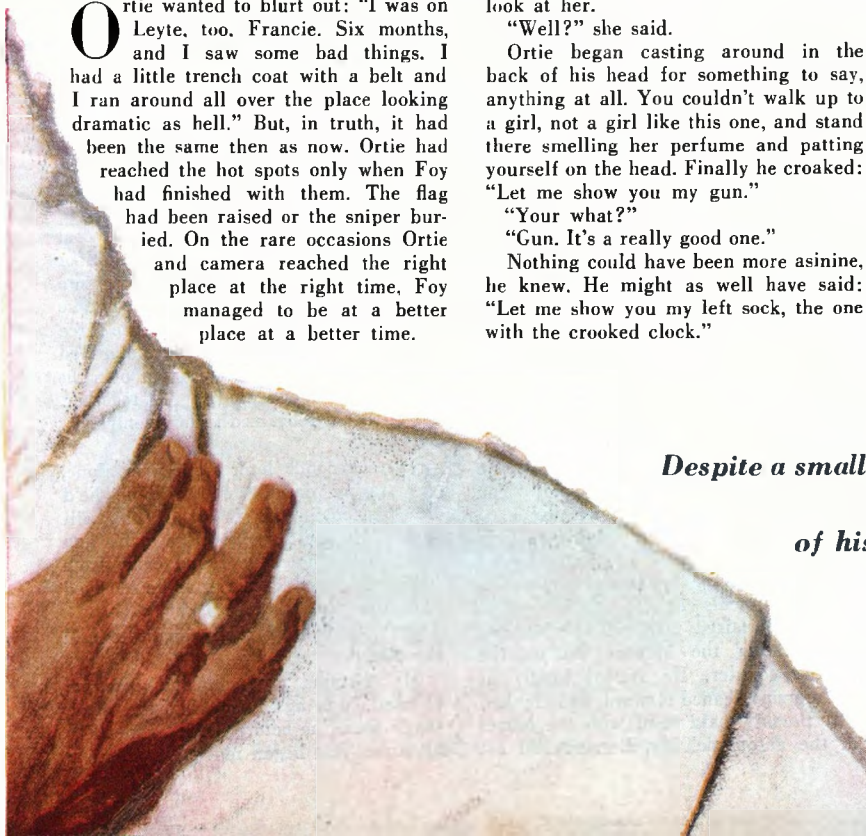 Ortie wanted to blurt out: "I was on
Leyte, too, Francie. Six months,
and I saw some bad things. I
had a little trench coat with a belt and
I ran around all over the place looking
dramatic as hell." But, in truth, it had
been the same then as now. Ortie had
reached the hot spots only when Foy
had finished with them. The flag
had been raised or the sniper bur-
ied. On the rare occasions Ortie
and camera reached the right
place at the right time, Foy
managed to be at a better
place at a better time.
look at her.
"Well?" she said.
Ortie began casting around in the
back of his head for something to say,
anything at all. You couldn't walk up to
a girl, not a girl like this one, and stand
there smelling her perfume and patting
yourself on the head. Finally he croaked:
"Let me show you my gun."
"Your what?"
"Gun. It's a really good one."
Nothing could have been more asinine,
he knew. He might as well have said:
"Let me show you my left sock, the one
with the crooked clock."
Despite a small
of his